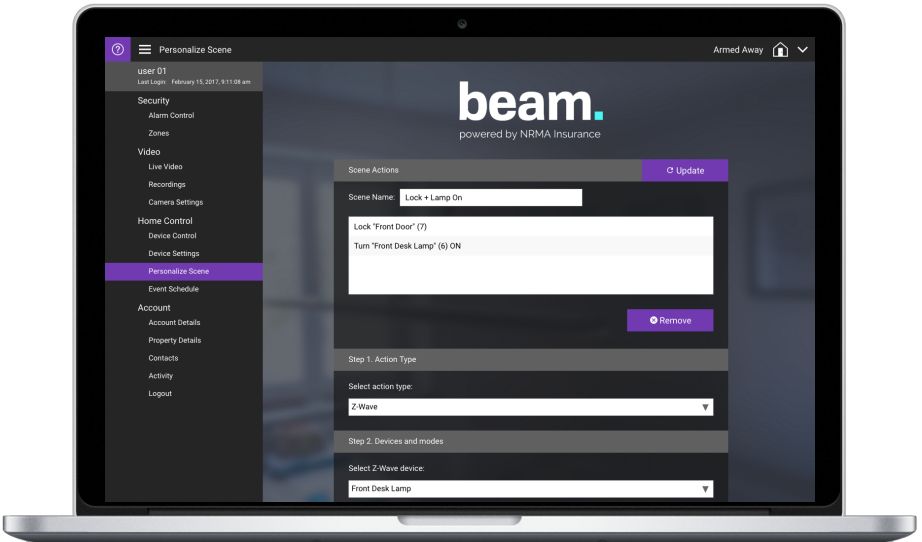 Personalize Scene
Armed Away
user 01
Last Login: February 15, 2017, 9:11:08 am
Security
Alarm Control
Zones
Video
Live Video
Recordings
Camera Settings
Home Control
Device Control
Device Settings
Personalize Scene
Event Schedule
Account
Account Details
Property Details
Contacts
Activity
Logout
beam.
powered by NRMA Insurance
Scene Actions
Update
Scene Name: Lock + Lamp On
Lock "Front Door" (7)
Turn "Front Desk Lamp" (6) ON
Remove
Step 1. Action Type
Select action type:
Z-Wave
Step 2. Devices and modes
Select Z-Wave device:
Front Desk Lamp